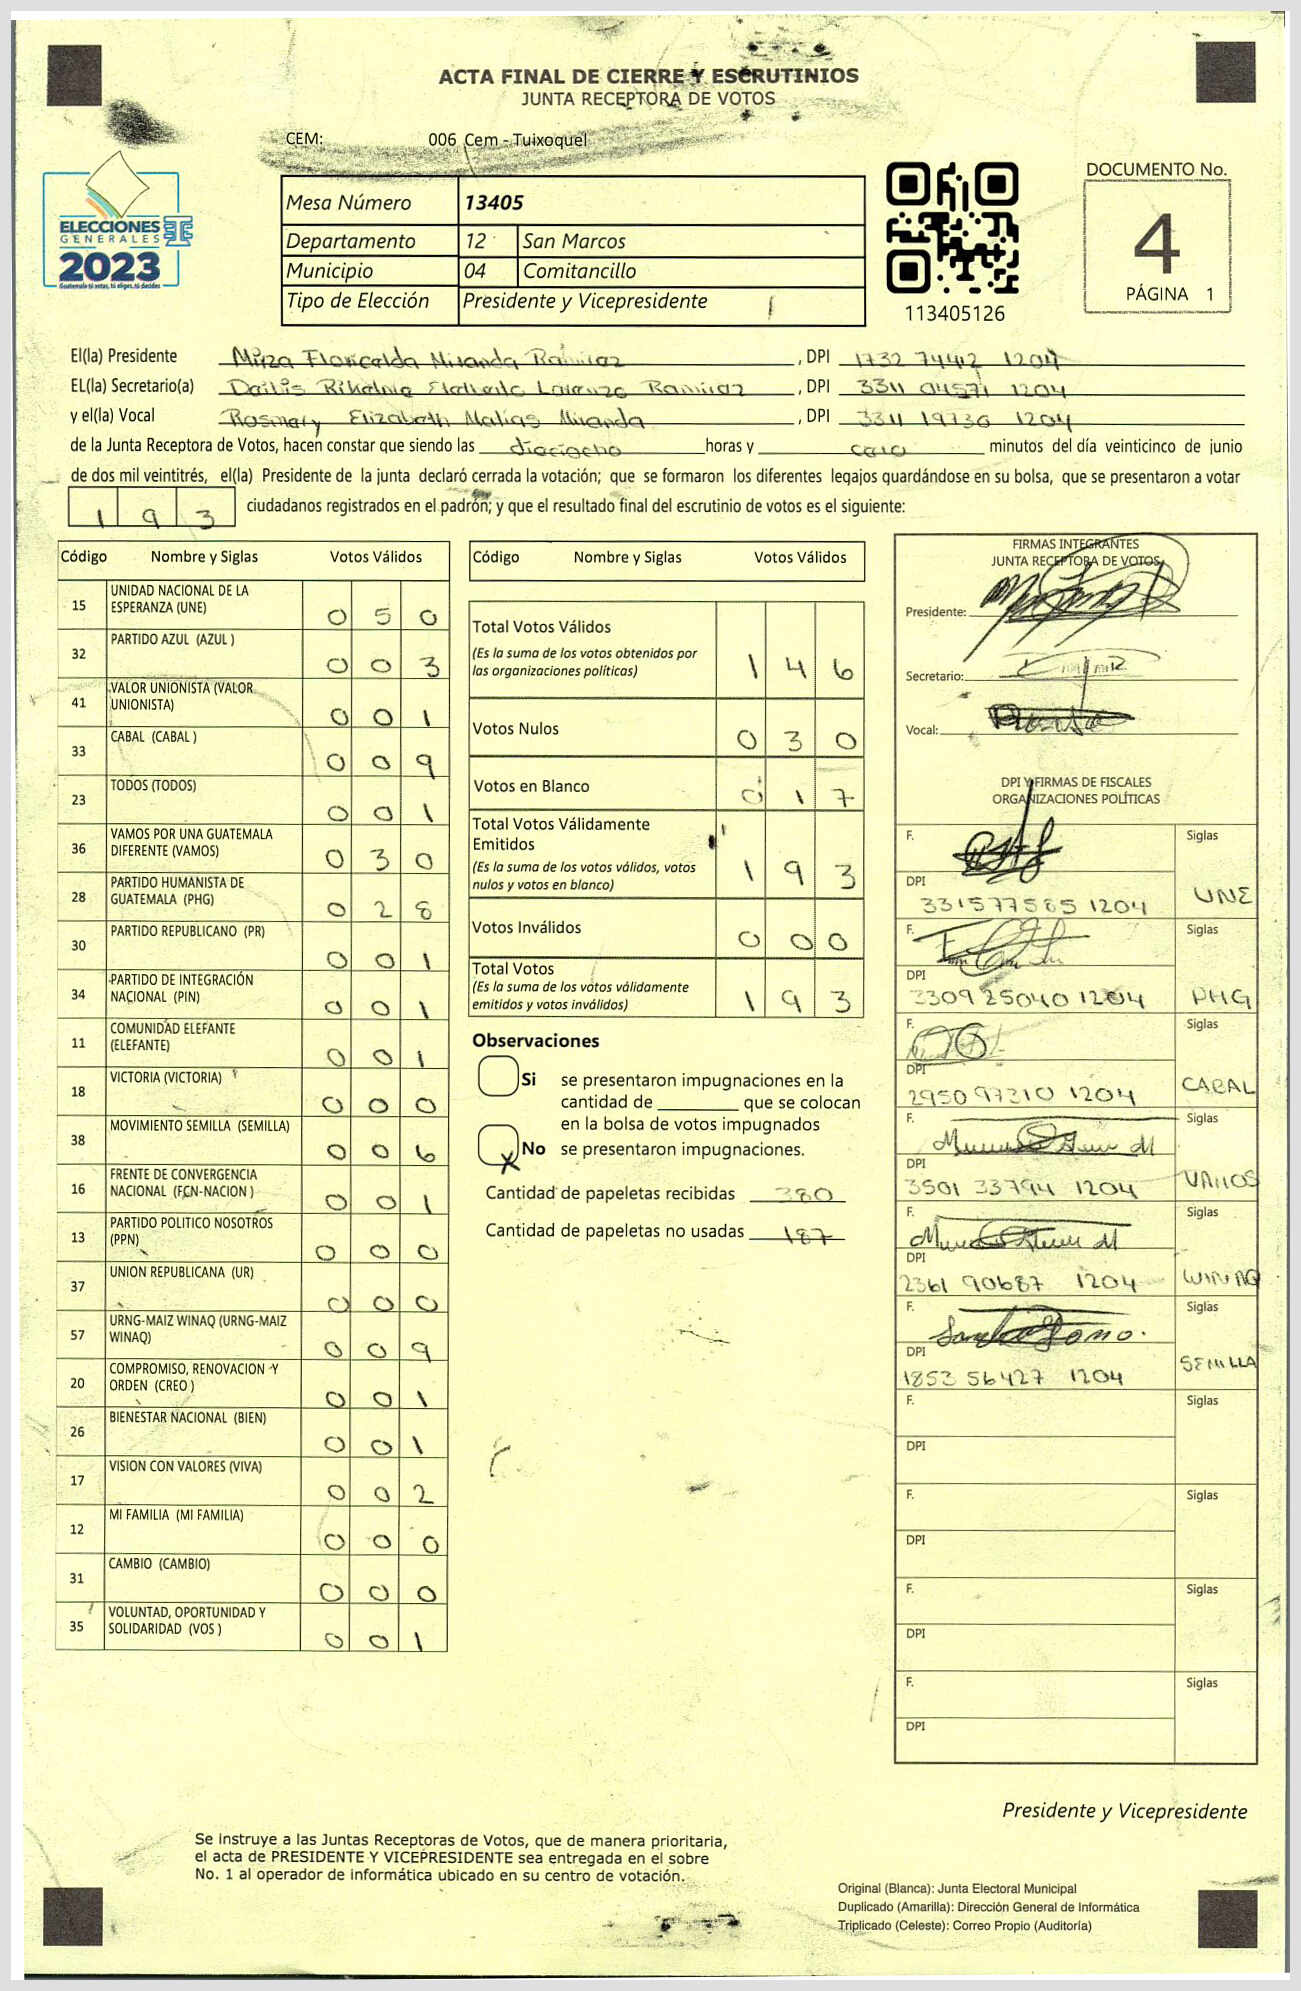 ACTA FINAL DE CIERRE Y ESCRUTINIOS
JUNTA RECEPTORA DE VOTOS
CEM: 006 Cem - Tuixoquel
ELECCIONES
GENERALES
2023
Guatemala tú votas, tú eliges, tú decides
Mesa Número 13405
Departamento 12 San Marcos
Municipio 04 Comitancillo
Tipo de Elección Presidente y Vicepresidente
113405126
DOCUMENTO No.
4
PÁGINA 1
El(la) Presidente Mirza Floricelda Miranda Ramirez , DPI 1732 74412 1204
EL(la) Secretario(a) Ramirez , DPI 3311 04571 1204
y el(la) Vocal Rosmary Elizabeth Matias Miranda , DPI 3311 19736 1204
de la Junta Receptora de Votos, hacen constar que siendo las dieciocho horas y cero minutos del día veinticinco de junio
de dos mil veintitrés, el(la) Presidente de la junta declaró cerrada la votación; que se formaron los diferentes legajos guardándose en su bolsa, que se presentaron a votar
193 ciudadanos registrados en el padrón; y que el resultado final del escrutinio de votos es el siguiente:
Código Nombre y Siglas Votos Válidos
15 UNIDAD NACIONAL DE LA ESPERANZA (UNE) 0 5 0
32 PARTIDO AZUL (AZUL ) 0 0 3
41 VALOR UNIONISTA (VALOR UNIONISTA) 0 0 1
33 CABAL (CABAL ) 0 0 9
23 TODOS (TODOS) 0 0 1
36 VAMOS POR UNA GUATEMALA DIFERENTE (VAMOS) 0 3 0
28 PARTIDO HUMANISTA DE GUATEMALA (PHG) 0 2 8
30 PARTIDO REPUBLICANO (PR) 0 0 1
34 PARTIDO DE INTEGRACIÓN NACIONAL (PIN) 0 0 1
11 COMUNIDAD ELEFANTE (ELEFANTE) 0 0 1
18 VICTORIA (VICTORIA) 0 0 0
38 MOVIMIENTO SEMILLA (SEMILLA) 0 0 6
16 FRENTE DE CONVERGENCIA NACIONAL (FCN-NACION ) 0 0 1
13 PARTIDO POLITICO NOSOTROS (PPN) 0 0 0
37 UNION REPUBLICANA (UR) 0 0 0
57 URNG-MAIZ WINAQ (URNG-MAIZ WINAQ) 0 0 9
20 COMPROMISO, RENOVACION Y ORDEN (CREO ) 0 0 1
26 BIENESTAR NACIONAL (BIEN) 0 0 1
17 VISION CON VALORES (VIVA) 0 0 2
12 MI FAMILIA (MI FAMILIA) 0 0 0
31 CAMBIO (CAMBIO) 0 0 0
35 VOLUNTAD, OPORTUNIDAD Y SOLIDARIDAD (VOS ) 0 0 1
Código Nombre y Siglas Votos Válidos
Total Votos Válidos
(Es la suma de los votos obtenidos por
las organizaciones políticas) 1 4 6
Votos Nulos 0 3 0
Votos en Blanco 0 1 7
Total Votos Válidamente
Emitidos
(Es la suma de los votos válidos, votos
nulos y votos en blanco) 1 9 3
Votos Inválidos 0 0 0
Total Votos
(Es la suma de los votos válidamente
emitidos y votos inválidos) 1 9 3
Observaciones
Si se presentaron impugnaciones en la
cantidad de ________ que se colocan
en la bolsa de votos impugnados
X No se presentaron impugnaciones.
Cantidad de papeletas recibidas 380
Cantidad de papeletas no usadas 187
FIRMAS INTEGRANTES
JUNTA RECEPTORA DE VOTOS
Presidente:
Secretario:
Vocal:
DPI Y FIRMAS DE FISCALES
ORGANIZACIONES POLÍTICAS
F. Siglas
DPI 331577585 1204 UNE
F. Siglas
DPI 3309 25040 1204 PHG
F. Siglas
DPI 2950 97210 1204 CABAL
F. Siglas
DPI 3501 33794 1204 VAMOS
F. Siglas
DPI 2361 90687 1204 WINAQ
F. Siglas
DPI 1853 56427 1204 SEMILLA
F. Siglas
DPI
F. Siglas
DPI
F. Siglas
DPI
F. Siglas
DPI
Presidente y Vicepresidente
Se instruye a las Juntas Receptoras de Votos, que de manera prioritaria,
el acta de PRESIDENTE Y VICEPRESIDENTE sea entregada en el sobre
No. 1 al operador de informática ubicado en su centro de votación.
Original (Blanca): Junta Electoral Municipal
Duplicado (Amarilla): Dirección General de Informática
Triplicado (Celeste): Correo Propio (Auditoría)